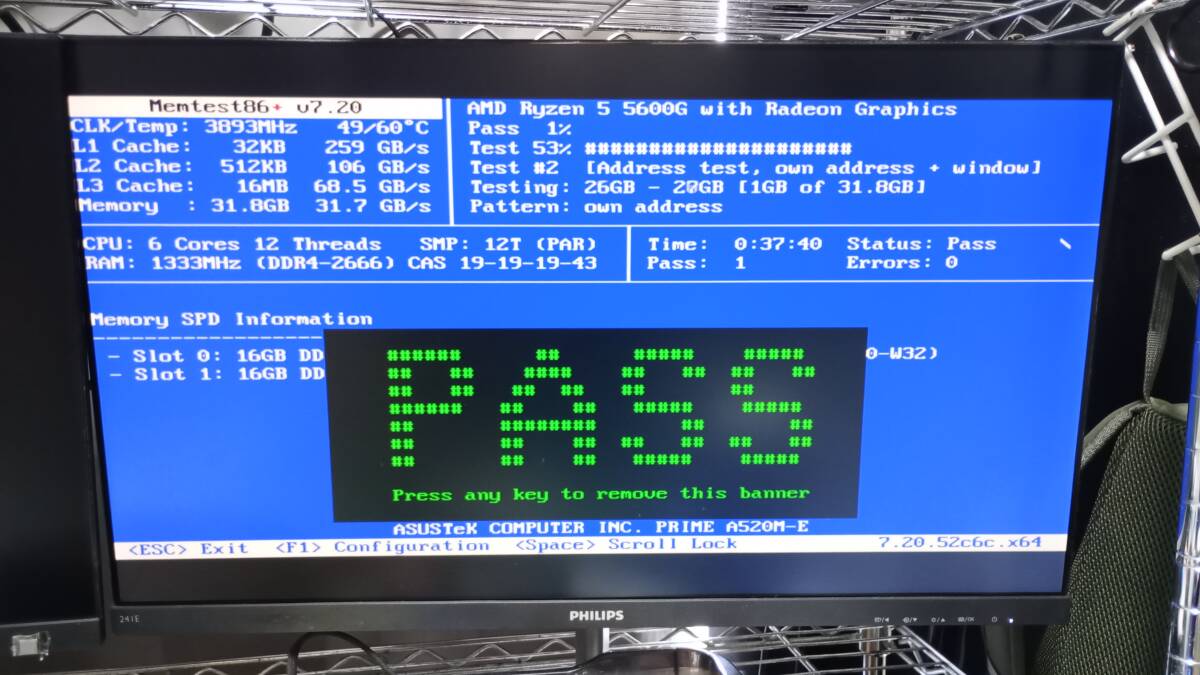 Memtest86+ v7.20
CLK/Temp: 3893MHz 49/60°C
L1 Cache: 32KB 259 GB/s
L2 Cache: 512KB 106 GB/s
L3 Cache: 16MB 68.5 GB/s
Memory : 31.8GB 31.7 GB/s
AMD Ryzen 5 5600G with Radeon Graphics
Pass 1%
Test 53% #####################
Test #2 [Address test, own address + window]
Testing: 26GB - 27GB [1GB of 31.8GB]
Pattern: own address
CPU: 6 Cores 12 Threads SMP: 12T (PAR)
RAM: 1333MHz (DDR4-2666) CAS 19-19-19-43
Time: 0:37:40 Status: Pass \
Pass: 1 Errors: 0
Memory SPD Information
- Slot 0: 16GB DD 0-W32)
- Slot 1: 16GB DD
PASS
Press any key to remove this banner
ASUSTeK COMPUTER INC. PRIME A520M-E
<ESC> Exit <F1> Configuration <Space> Scroll Lock 7.20.52c6c.x64
241E
PHILIPS